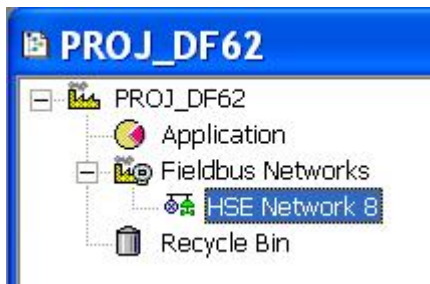 PROJ_DF62
PROJ_DF62
Application
Fieldbus Networks
HSE Network 8
Recycle Bin